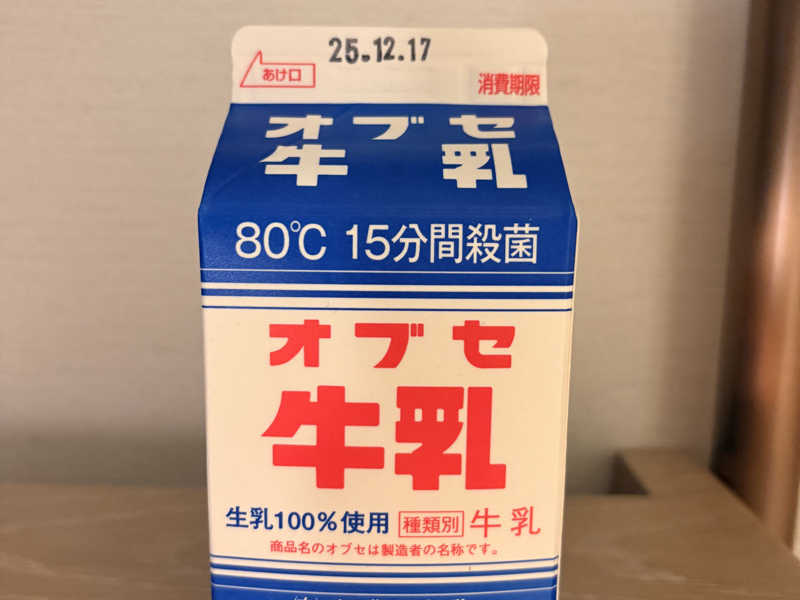 25.12.17
あけ口
消費期限
オブセ
牛乳
80℃ 15分間殺菌
オブセ
牛乳
生乳100%使用 種類別 牛乳
商品名のオブセは製造者の名称です。